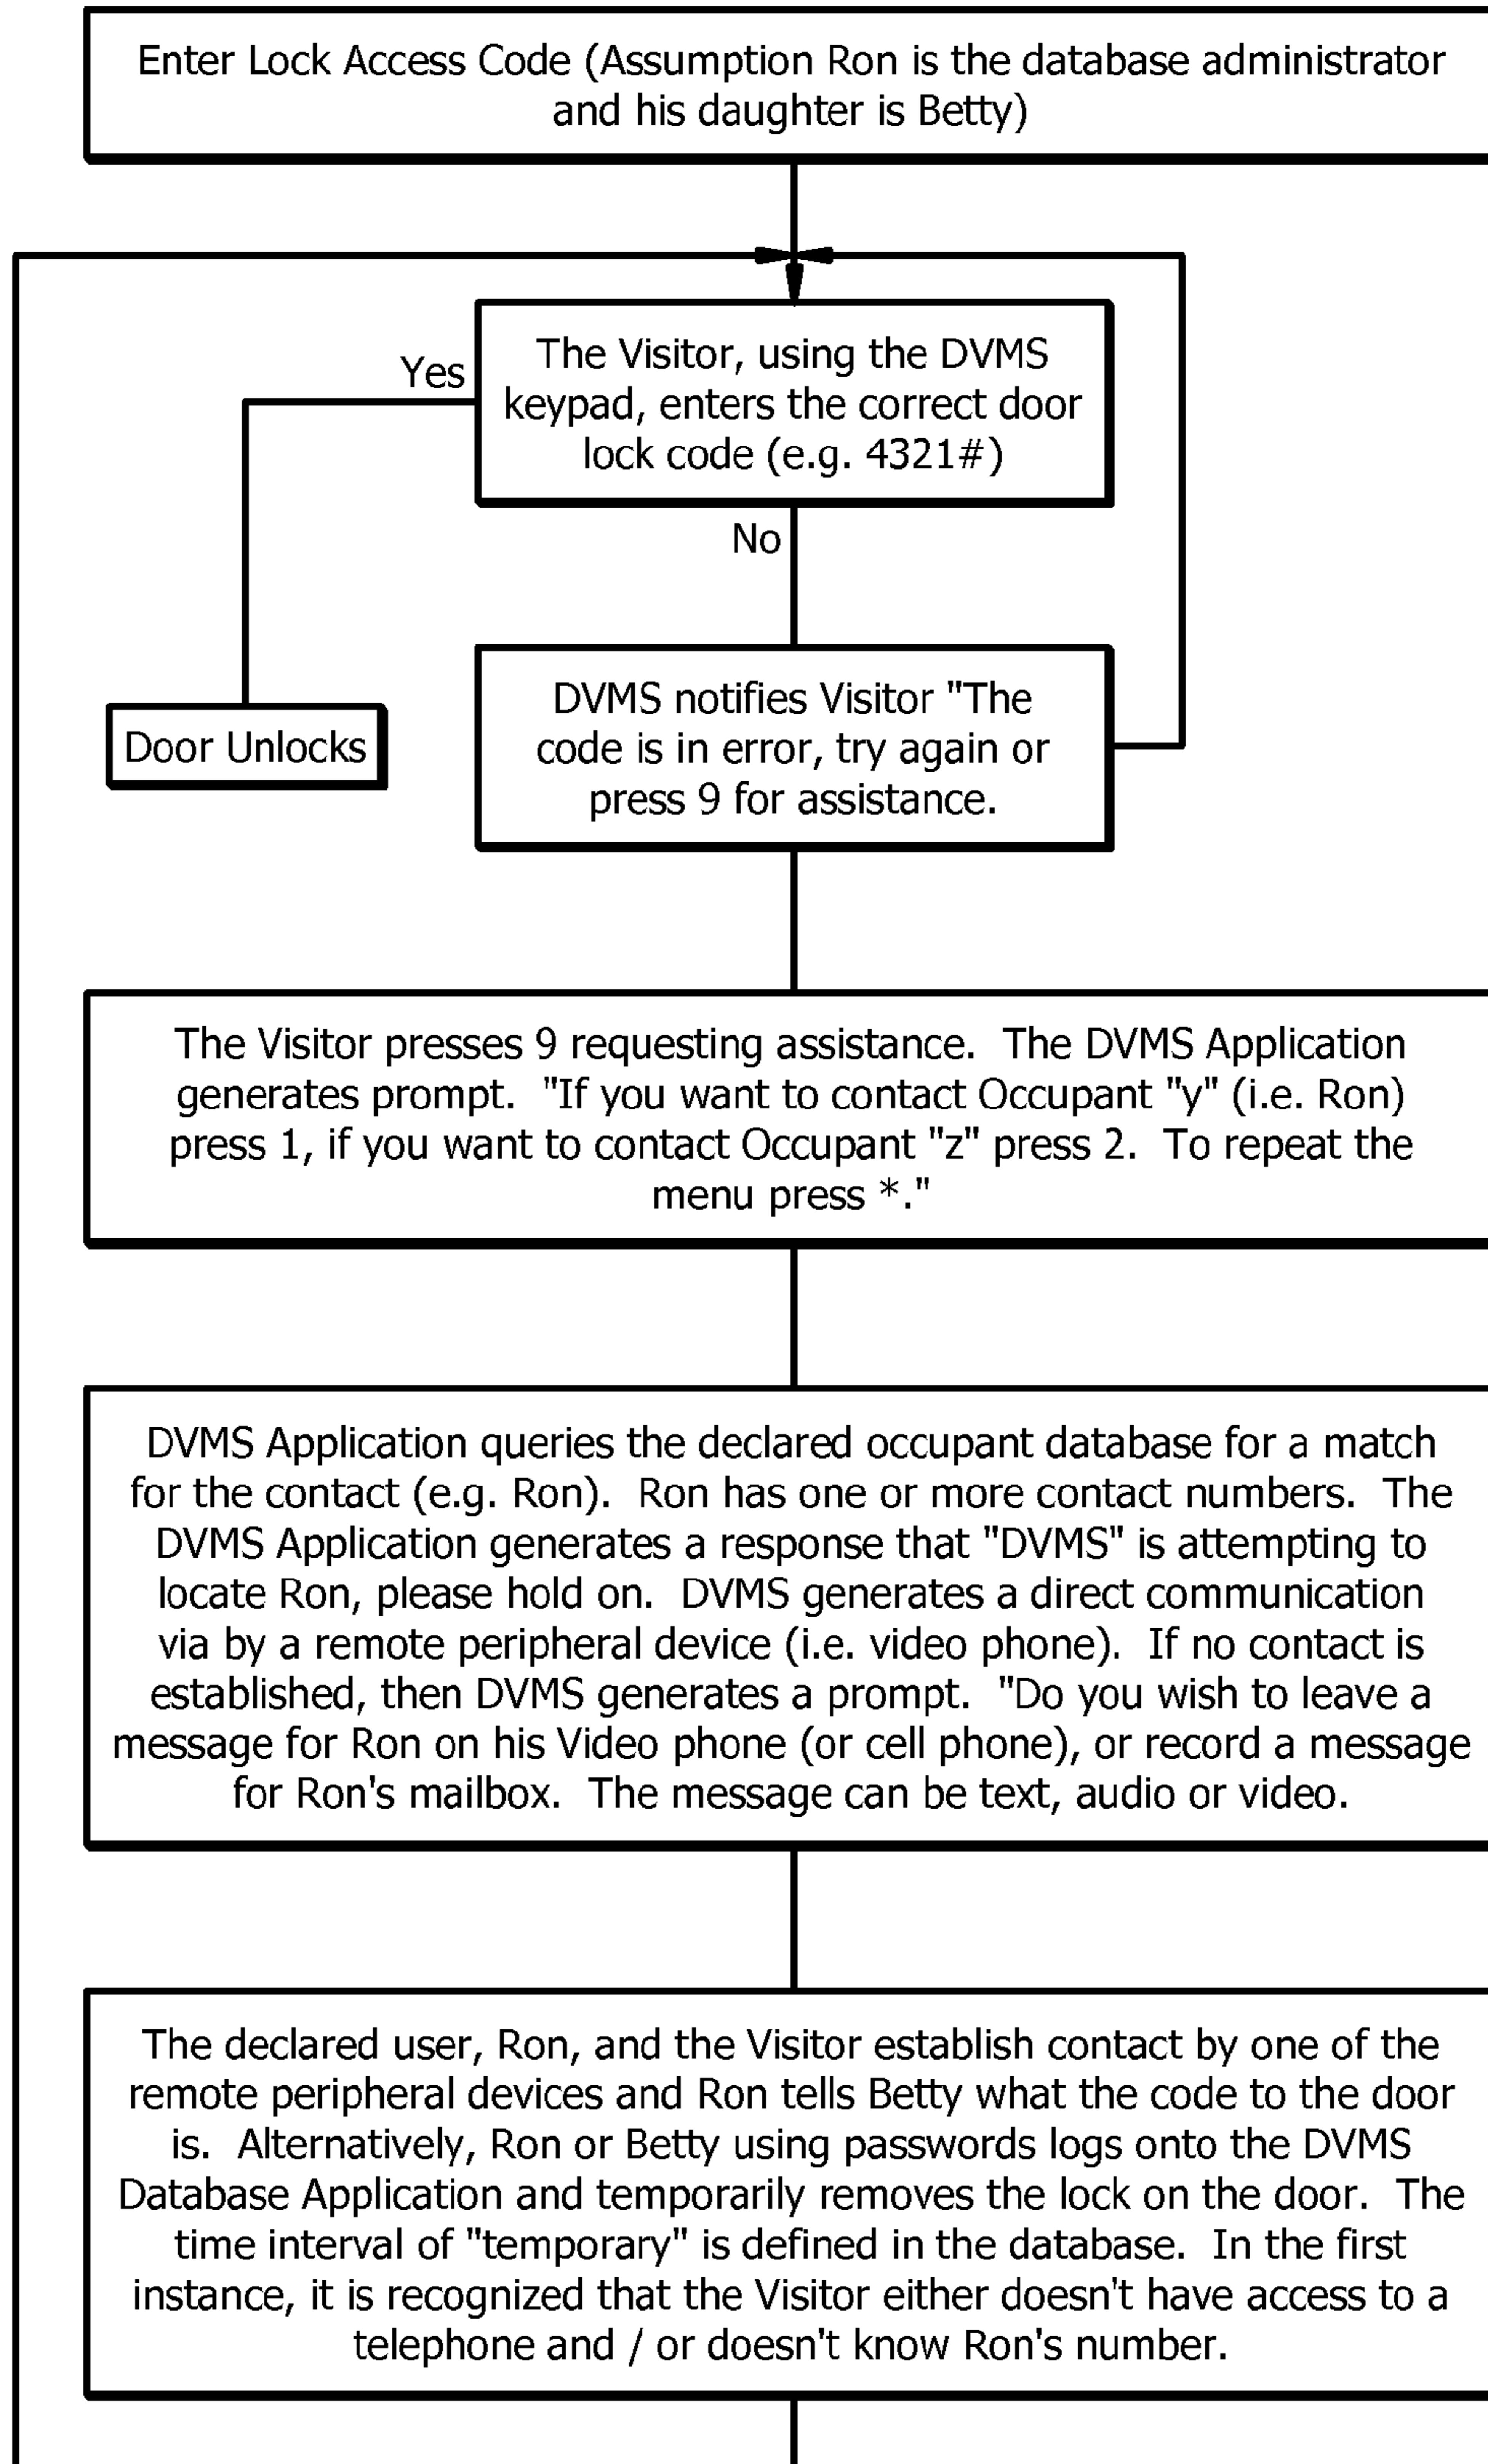 Enter Lock Access Code (Assumption Ron is the database administrator
and his daughter is Betty)
The Visitor, using the DVMS
keypad, enters the correct door
lock code (e.g. 4321#)
Yes
No
DVMS notifies Visitor "The
code is in error, try again or
press 9 for assistance.
Door Unlocks
The Visitor presses 9 requesting assistance. The DVMS Application
generates prompt. "If you want to contact Occupant "y" (i.e. Ron)
press 1, if you want to contact Occupant "z" press 2. To repeat the
menu press *."
DVMS Application queries the declared occupant database for a match
for the contact (e.g. Ron). Ron has one or more contact numbers. The
DVMS Application generates a response that "DVMS" is attempting to
locate Ron, please hold on. DVMS generates a direct communication
via by a remote peripheral device (i.e. video phone). If no contact is
established, then DVMS generates a prompt. "Do you wish to leave a
message for Ron on his Video phone (or cell phone), or record a message
for Ron's mailbox. The message can be text, audio or video.
The declared user, Ron, and the Visitor establish contact by one of the
remote peripheral devices and Ron tells Betty what the code to the door
is. Alternatively, Ron or Betty using passwords logs onto the DVMS
Database Application and temporarily removes the lock on the door. The
time interval of "temporary" is defined in the database. In the first
instance, it is recognized that the Visitor either doesn't have access to a
telephone and / or doesn't know Ron's number.